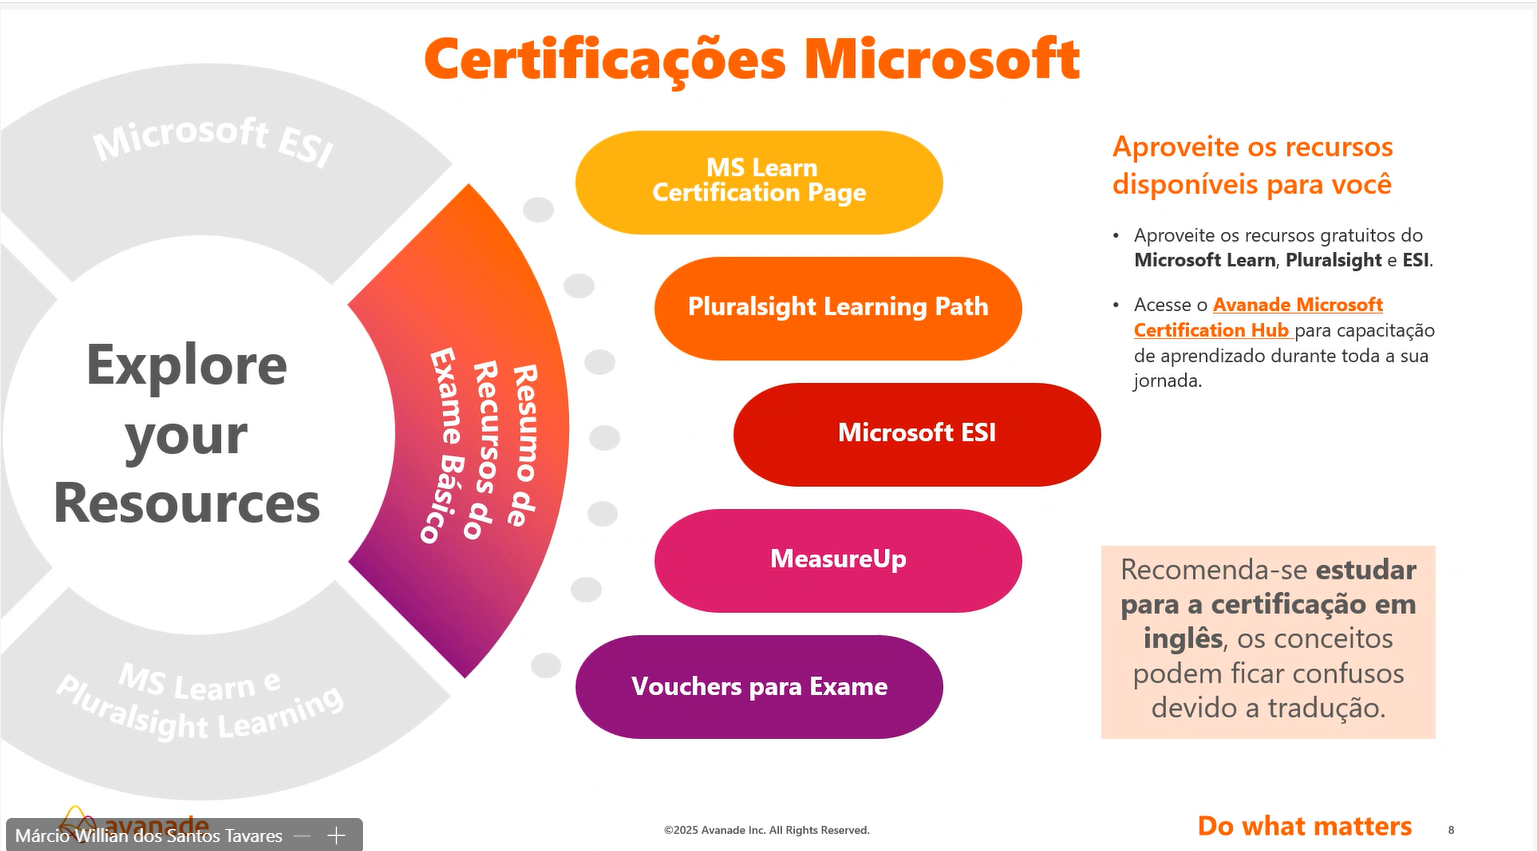 Certificações Microsoft
Microsoft ESI
Explore
your
Resources
Resumo de
Recursos do
Exame Básico
MS Learn e
Pluralsight Learning
MS Learn
Certification Page
Pluralsight Learning Path
Microsoft ESI
MeasureUp
Vouchers para Exame
Aproveite os recursos
disponíveis para você
• Aproveite os recursos gratuitos do
Microsoft Learn, Pluralsight e ESI.
• Acesse o Avanade Microsoft
Certification Hub para capacitação
de aprendizado durante toda a sua
jornada.
Recomenda-se estudar
para a certificação em
inglês, os conceitos
podem ficar confusos
devido a tradução.
avanade
Márcio Willian dos Santos Tavares
©2025 Avanade Inc. All Rights Reserved.
Do what matters
8